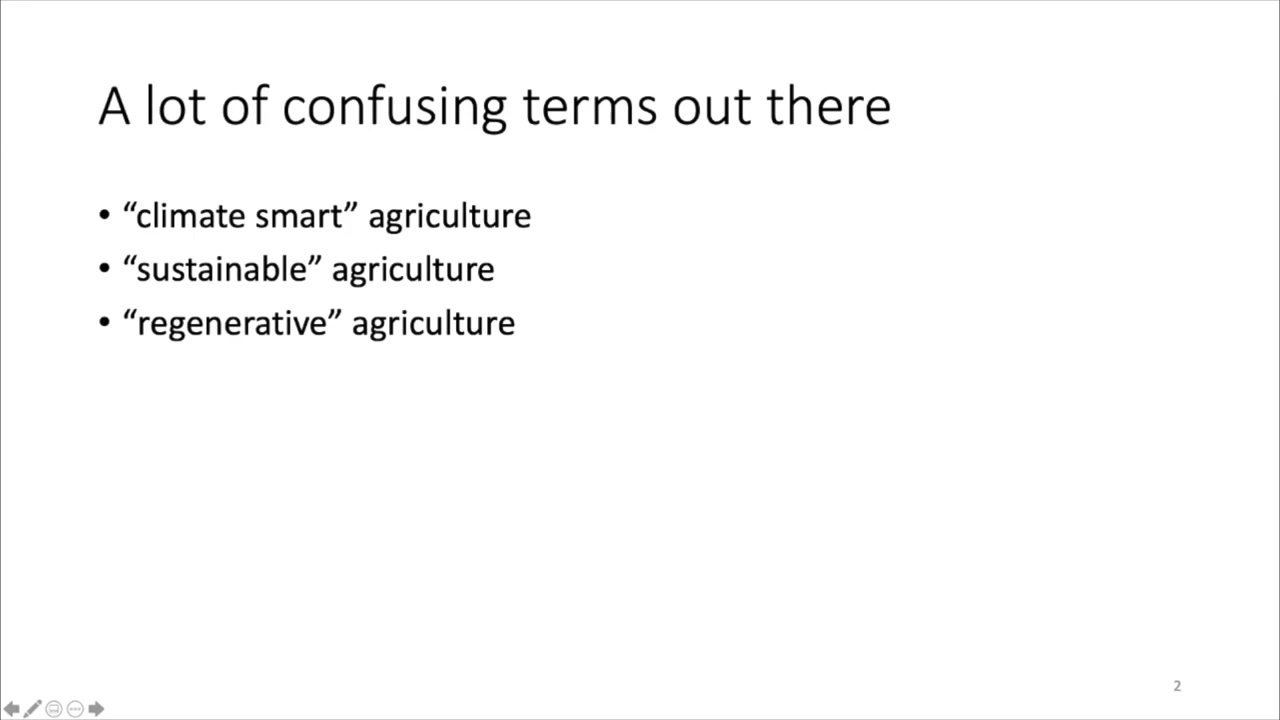 A lot of confusing terms out there
• “climate smart” agriculture
• “sustainable” agriculture
• “regenerative” agriculture
2